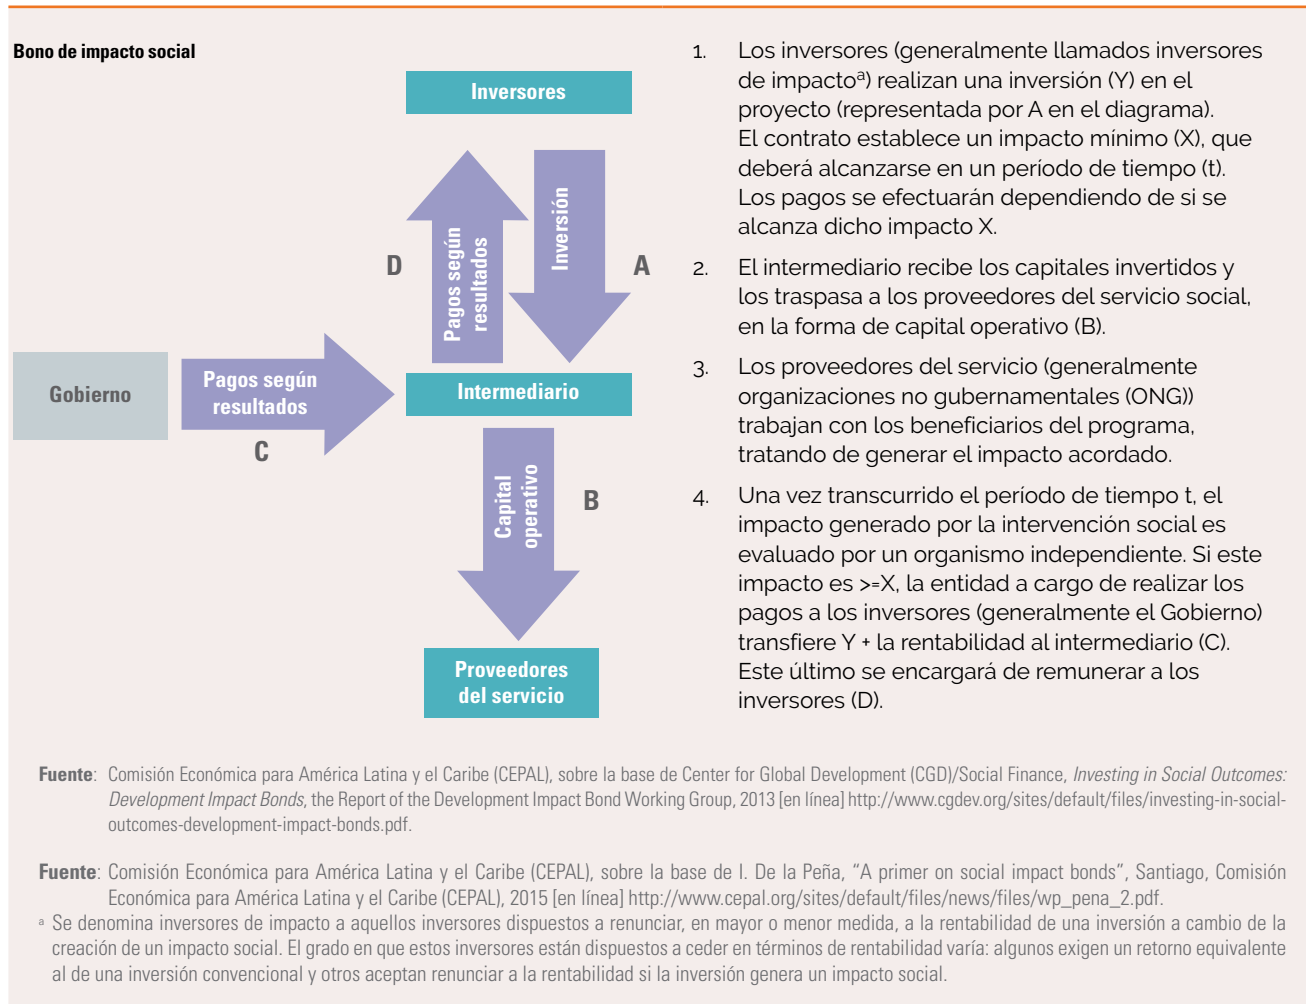 Bono de impacto social
Inversores
Inversión
Pagos según
resultados
D
A
Gobierno
Pagos según
resultados
C
Intermediario
Capital
operativo
B
Proveedores
del servicio
1. Los inversores (generalmente llamados inversores
de impactoª) realizan una inversión (Y) en el
proyecto (representada por A en el diagrama).
El contrato establece un impacto mínimo (X), que
deberá alcanzarse en un período de tiempo (t).
Los pagos se efectuarán dependiendo de si se
alcanza dicho impacto X.
2. El intermediario recibe los capitales invertidos y
los traspasa a los proveedores del servicio social,
en la forma de capital operativo (B).
3. Los proveedores del servicio (generalmente
organizaciones no gubernamentales (ONG))
trabajan con los beneficiarios del programa,
tratando de generar el impacto acordado.
4. Una vez transcurrido el período de tiempo t, el
impacto generado por la intervención social es
evaluado por un organismo independiente. Si este
impacto es >=X, la entidad a cargo de realizar los
pagos a los inversores (generalmente el Gobierno)
transfiere Y + la rentabilidad al intermediario (C).
Este último se encargará de remunerar a los
inversores (D).
Fuente: Comisión Económica para América Latina y el Caribe (CEPAL), sobre la base de Center for Global Development (CGD)/Social Finance, Investing in Social Outcomes:
Development Impact Bonds, the Report of the Development Impact Bond Working Group, 2013 [en línea] http://www.cgdev.org/sites/default/files/investing-in-social-
outcomes-development-impact-bonds.pdf.
Fuente: Comisión Económica para América Latina y el Caribe (CEPAL), sobre la base de I. De la Peña, “A primer on social impact bonds”, Santiago, Comisión
Económica para América Latina y el Caribe (CEPAL), 2015 [en línea] http://www.cepal.org/sites/default/files/news/files/wp_pena_2.pdf.
ª Se denomina inversores de impacto a aquellos inversores dispuestos a renunciar, en mayor o menor medida, a la rentabilidad de una inversión a cambio de la
creación de un impacto social. El grado en que estos inversores están dispuestos a ceder en términos de rentabilidad varía: algunos exigen un retorno equivalente
al de una inversión convencional y otros aceptan renunciar a la rentabilidad si la inversión genera un impacto social.